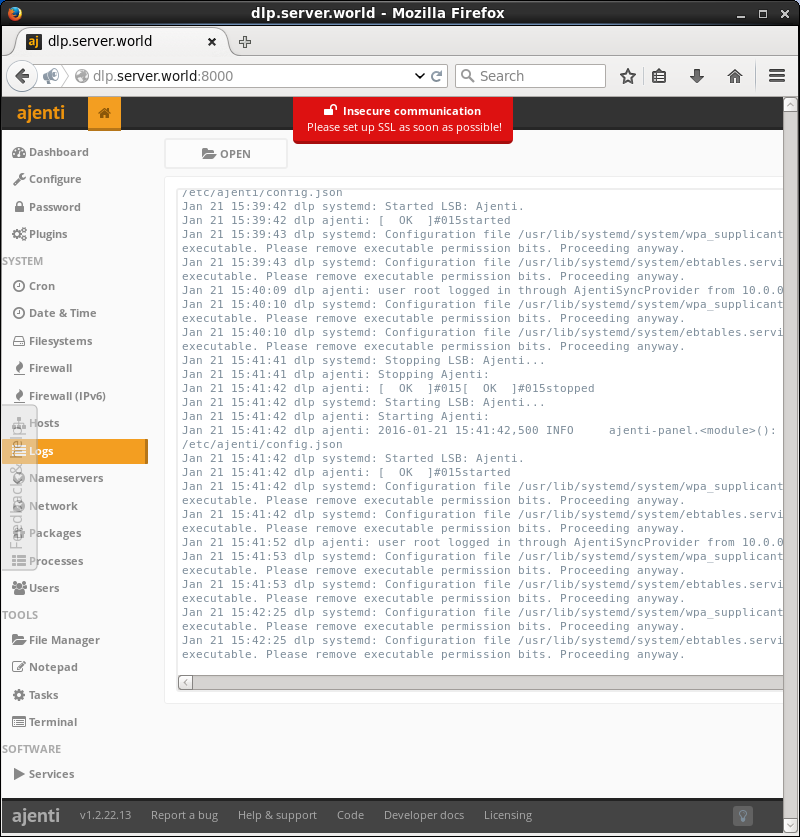 dlp.server.world - Mozilla Firefox
aj dlp.server.world
dlp.server.world:8000
Search
ajenti
Insecure communication
Please set up SSL as soon as possible!
Dashboard
Configure
Password
Plugins
SYSTEM
Cron
Date & Time
Filesystems
Firewall
Firewall (IPv6)
Hosts
Logs
Nameservers
Network
Packages
Processes
Users
TOOLS
File Manager
Notepad
Tasks
Terminal
SOFTWARE
Services
Feedback & Help
OPEN
/etc/ajenti/config.json
Jan 21 15:39:42 dlp systemd: Started LSB: Ajenti.
Jan 21 15:39:42 dlp ajenti: [  OK  ]#015started
Jan 21 15:39:43 dlp systemd: Configuration file /usr/lib/systemd/system/wpa_supplicant
executable. Please remove executable permission bits. Proceeding anyway.
Jan 21 15:39:43 dlp systemd: Configuration file /usr/lib/systemd/system/ebtables.servi
executable. Please remove executable permission bits. Proceeding anyway.
Jan 21 15:40:09 dlp ajenti: user root logged in through AjentiSyncProvider from 10.0.0
Jan 21 15:40:10 dlp systemd: Configuration file /usr/lib/systemd/system/wpa_supplicant
executable. Please remove executable permission bits. Proceeding anyway.
Jan 21 15:40:10 dlp systemd: Configuration file /usr/lib/systemd/system/ebtables.servi
executable. Please remove executable permission bits. Proceeding anyway.
Jan 21 15:41:41 dlp systemd: Stopping LSB: Ajenti...
Jan 21 15:41:41 dlp ajenti: Stopping Ajenti:
Jan 21 15:41:42 dlp ajenti: [  OK  ]#015[  OK  ]#015stopped
Jan 21 15:41:42 dlp systemd: Starting LSB: Ajenti...
Jan 21 15:41:42 dlp ajenti: Starting Ajenti:
Jan 21 15:41:42 dlp ajenti: 2016-01-21 15:41:42,500 INFO     ajenti-panel.<module>():
/etc/ajenti/config.json
Jan 21 15:41:42 dlp systemd: Started LSB: Ajenti.
Jan 21 15:41:42 dlp ajenti: [  OK  ]#015started
Jan 21 15:41:42 dlp systemd: Configuration file /usr/lib/systemd/system/wpa_supplicant
executable. Please remove executable permission bits. Proceeding anyway.
Jan 21 15:41:42 dlp systemd: Configuration file /usr/lib/systemd/system/ebtables.servi
executable. Please remove executable permission bits. Proceeding anyway.
Jan 21 15:41:52 dlp ajenti: user root logged in through AjentiSyncProvider from 10.0.0
Jan 21 15:41:53 dlp systemd: Configuration file /usr/lib/systemd/system/wpa_supplicant
executable. Please remove executable permission bits. Proceeding anyway.
Jan 21 15:41:53 dlp systemd: Configuration file /usr/lib/systemd/system/ebtables.servi
executable. Please remove executable permission bits. Proceeding anyway.
Jan 21 15:42:25 dlp systemd: Configuration file /usr/lib/systemd/system/wpa_supplicant
executable. Please remove executable permission bits. Proceeding anyway.
Jan 21 15:42:25 dlp systemd: Configuration file /usr/lib/systemd/system/ebtables.servi
executable. Please remove executable permission bits. Proceeding anyway.
ajenti v1.2.22.13 Report a bug Help & support Code Developer docs Licensing